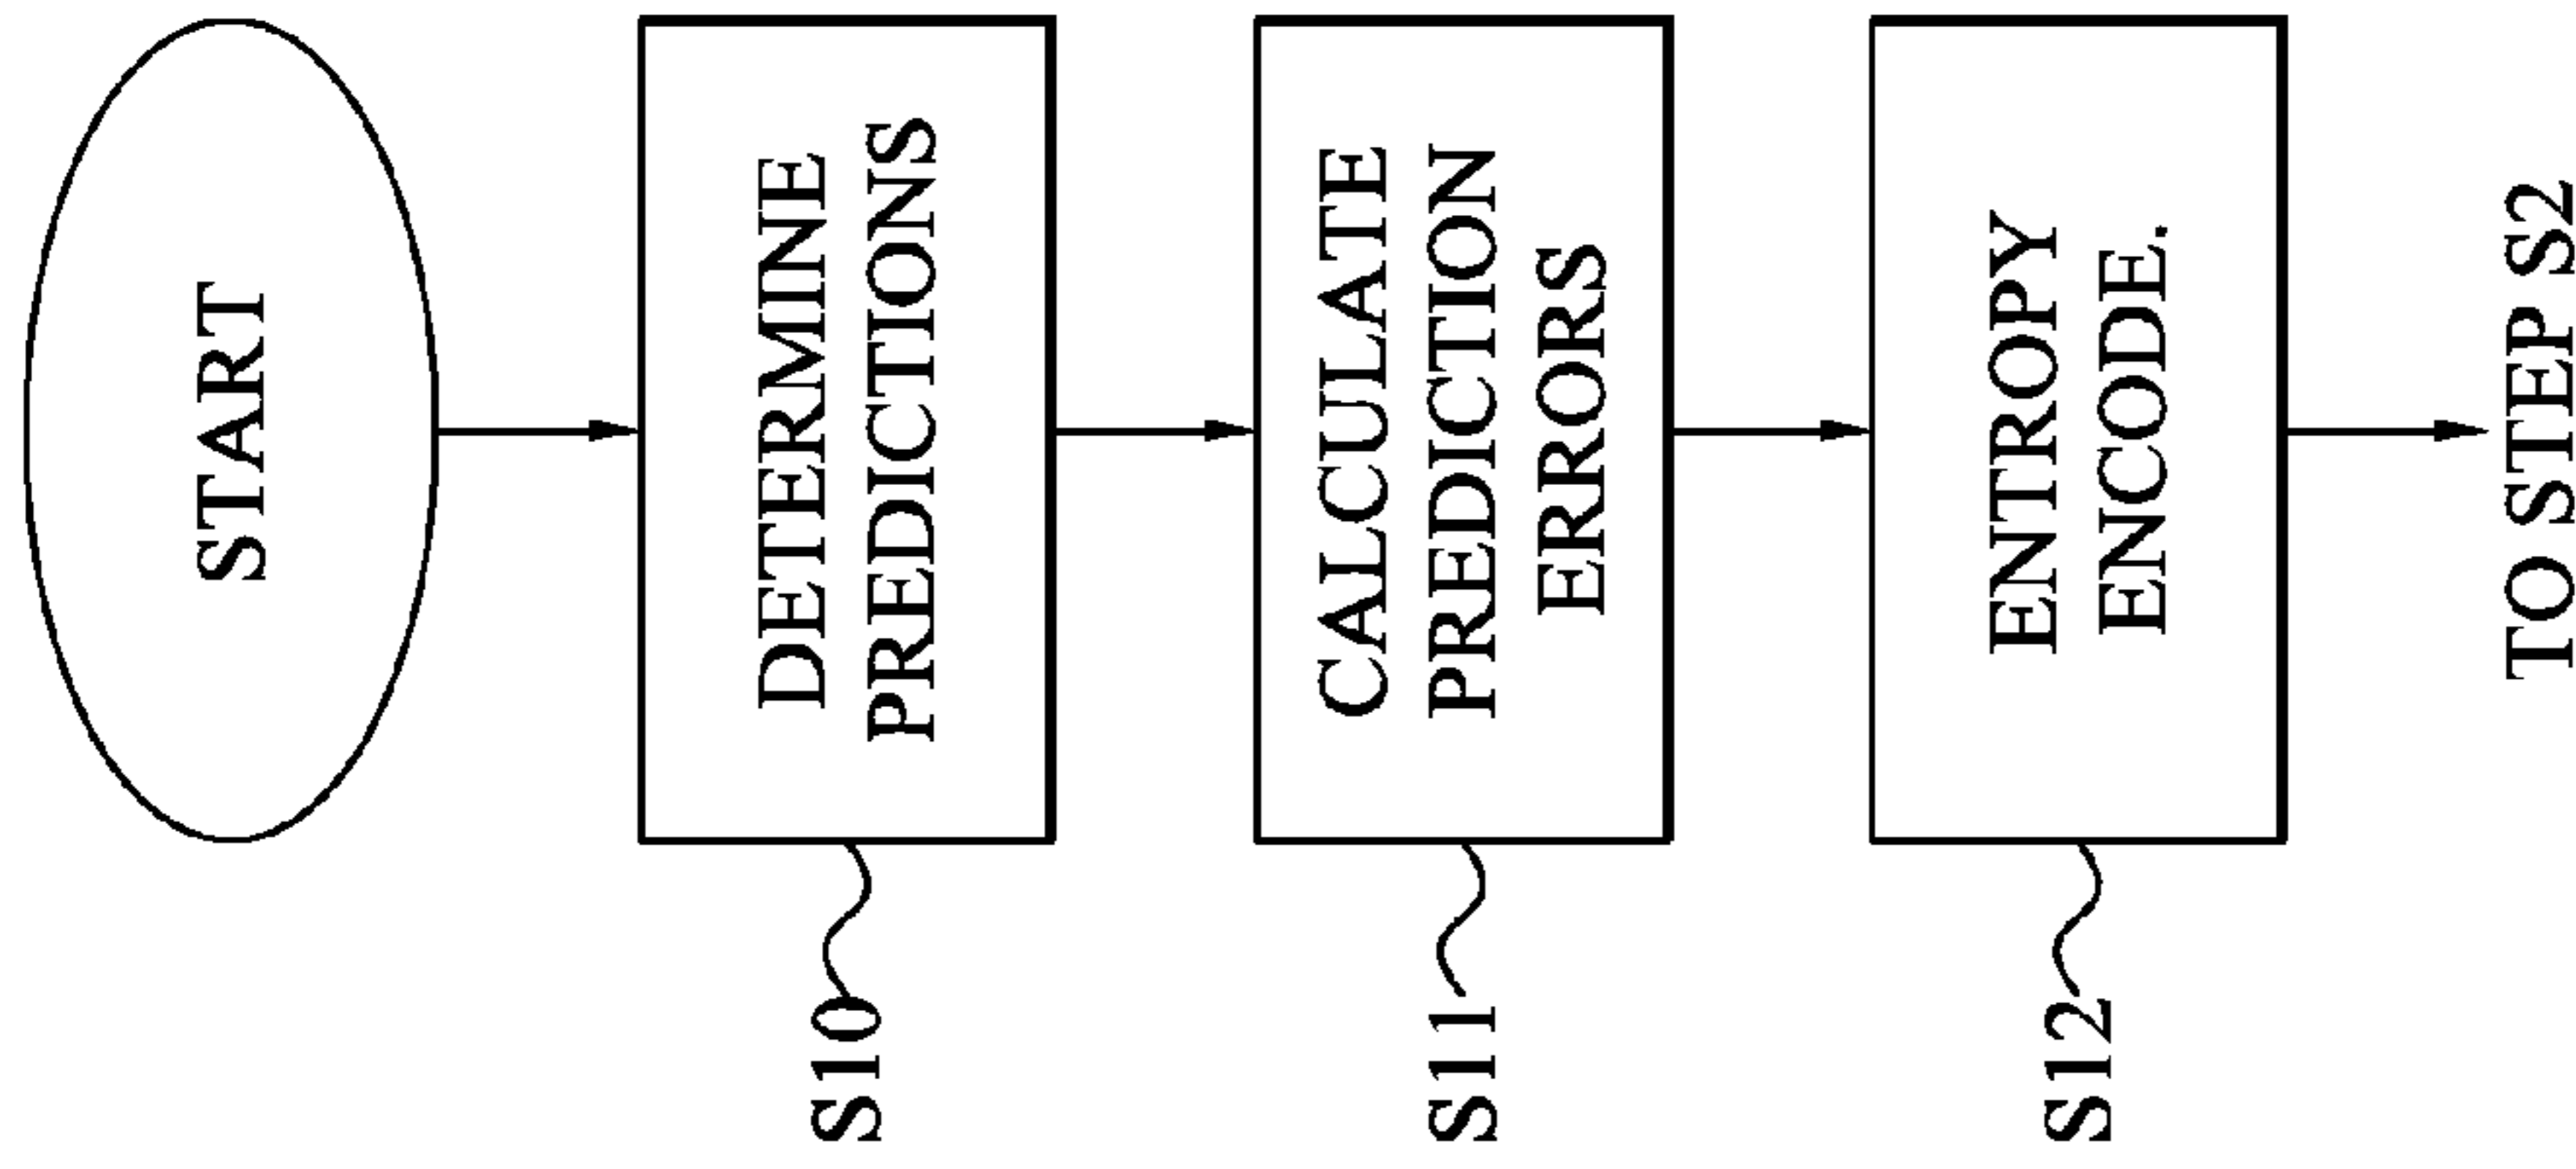 START
DETERMINE
PREDICTIONS
S10
CALCULATE
PREDICTION
ERRORS
S11
ENTROPY
ENCODE.
S12
TO STEP S2